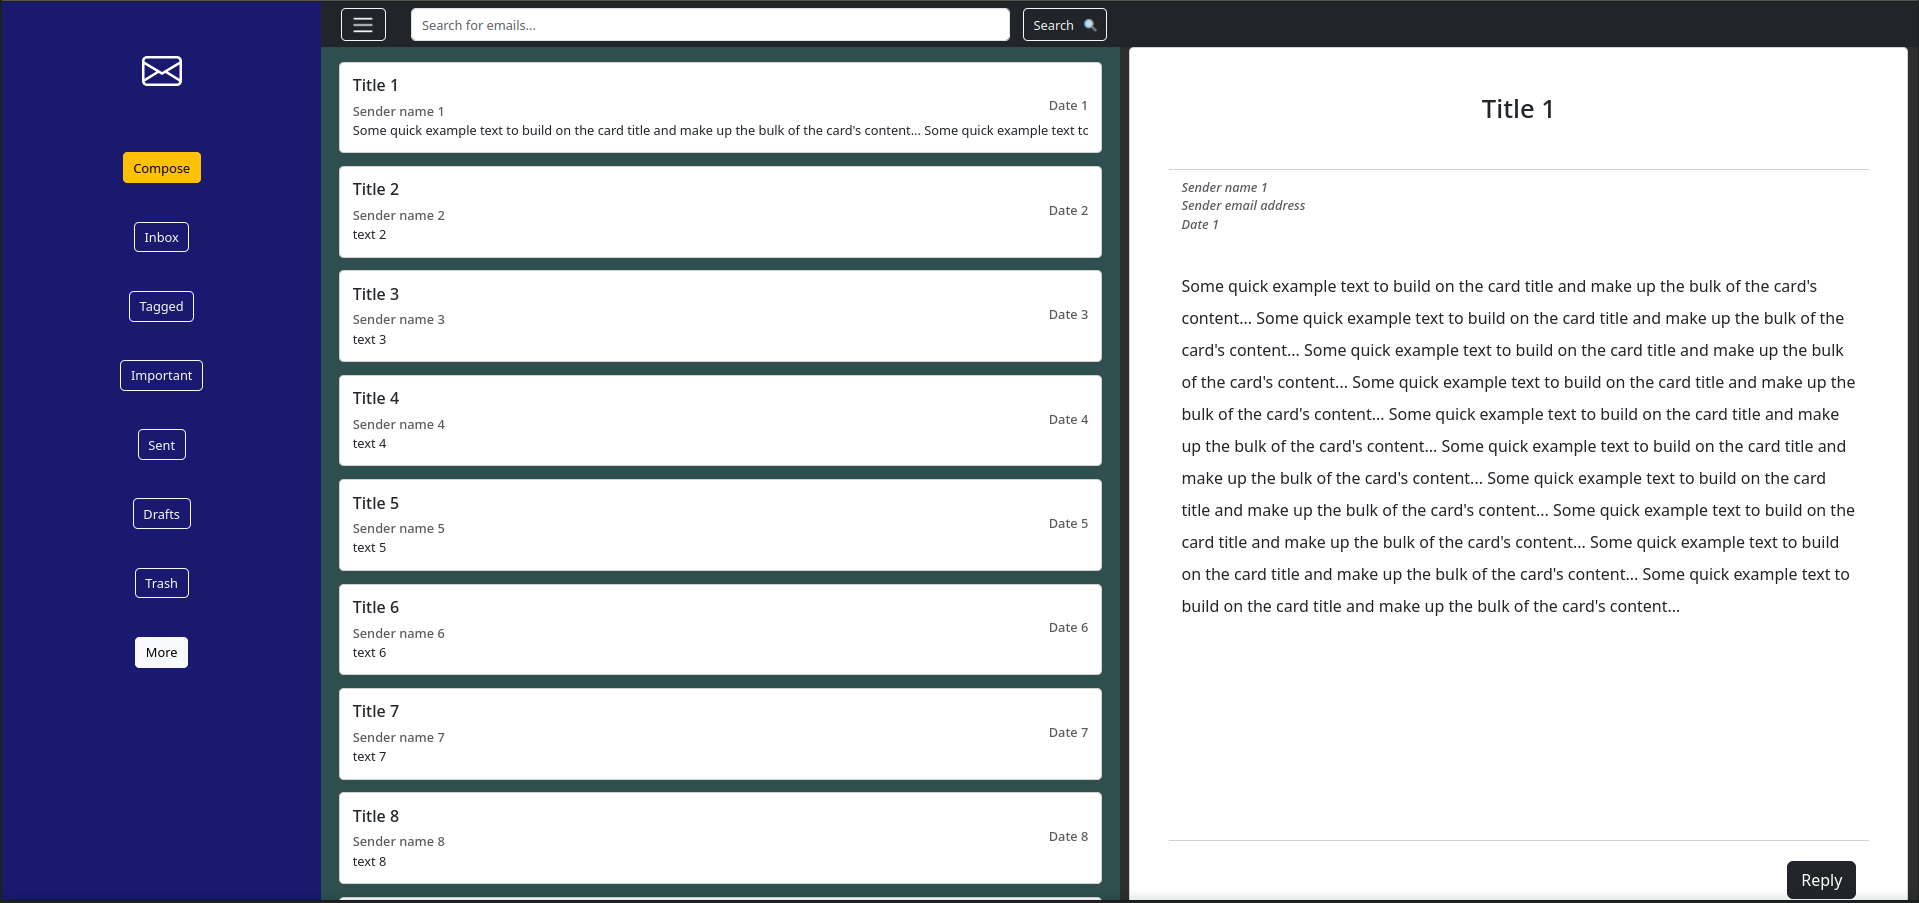 Compose
Inbox
Tagged
Important
Sent
Drafts
Trash
More
Search for emails...
Search
Title 1
Sender name 1
Date 1
Some quick example text to build on the card title and make up the bulk of the card's content... Some quick example text to
Title 2
Sender name 2
Date 2
text 2
Title 3
Sender name 3
Date 3
text 3
Title 4
Sender name 4
Date 4
text 4
Title 5
Sender name 5
Date 5
text 5
Title 6
Sender name 6
Date 6
text 6
Title 7
Sender name 7
Date 7
text 7
Title 8
Sender name 8
Date 8
text 8
Title 1
Sender name 1
Sender email address
Date 1
Some quick example text to build on the card title and make up the bulk of the card's
content... Some quick example text to build on the card title and make up the bulk of the
card's content... Some quick example text to build on the card title and make up the bulk
of the card's content... Some quick example text to build on the card title and make up the
bulk of the card's content... Some quick example text to build on the card title and make
up the bulk of the card's content... Some quick example text to build on the card title and
make up the bulk of the card's content... Some quick example text to build on the card
title and make up the bulk of the card's content... Some quick example text to build on the
card title and make up the bulk of the card's content... Some quick example text to build
on the card title and make up the bulk of the card's content... Some quick example text to
build on the card title and make up the bulk of the card's content...
Reply